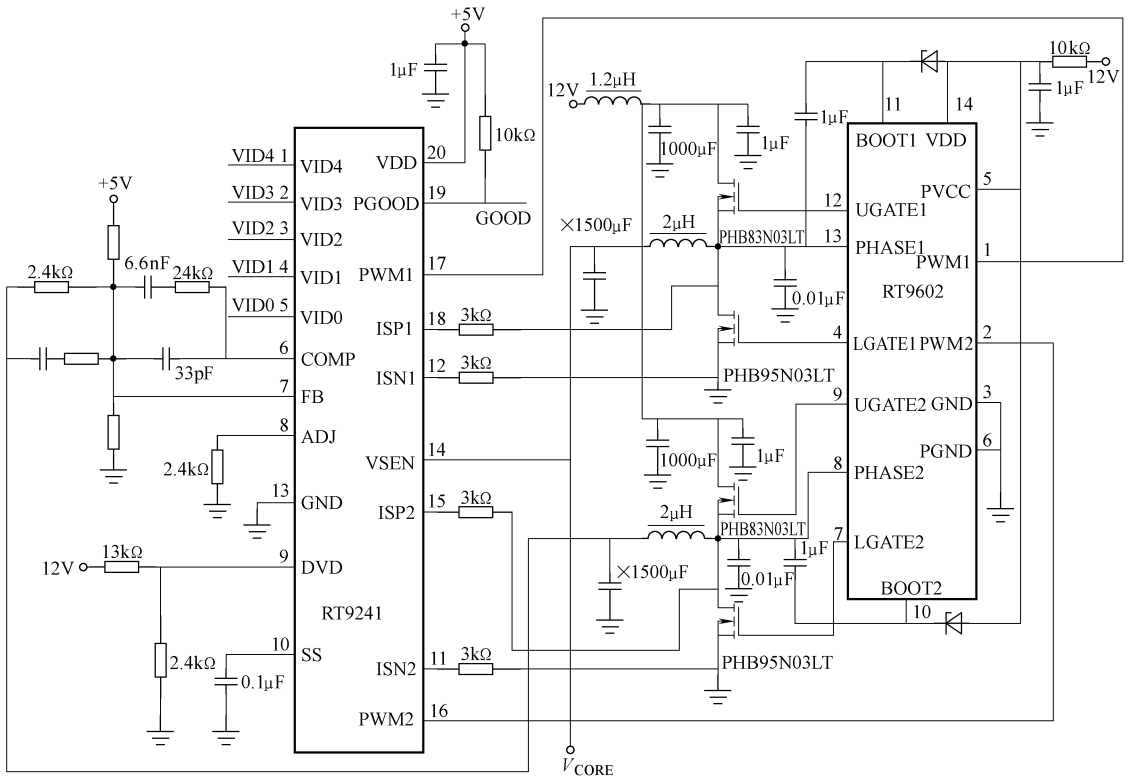 +5V
1μF
10kΩ
VDD 20
PGOOD 19
GOOD
PWM1 17
ISP1 18 3kΩ
ISN1 12 3kΩ
VSEN 14
ISP2 15 3kΩ
ISN2 11 3kΩ
PWM2 16
RT9241
VID4 1 VID4
VID3 2 VID3
VID2 3 VID2
VID1 4 VID1
VID0 5 VID0
6 COMP
7 FB
8 ADJ
13 GND
9 DVD
10 SS
+5V
2.4kΩ
6.6nF
24kΩ
33pF
2.4kΩ
12V
13kΩ
2.4kΩ
0.1μF
12V
1.2μH
1000μF
1μF
1μF
×1500μF
2μH
PHB83N03LT
0.01μF
PHB95N03LT
1000μF
1μF
2μH
PHB83N03LT
×1500μF
0.01μF
1μF
PHB95N03LT
VCORE
10kΩ
12V
1μF
11
14
BOOT1 VDD
PVCC 5
12 UGATE1
13 PHASE1
PWM1 1
RT9602
4 LGATE1
PWM2 2
9 UGATE2
GND 3
PGND 6
8 PHASE2
7 LGATE2
BOOT2
10